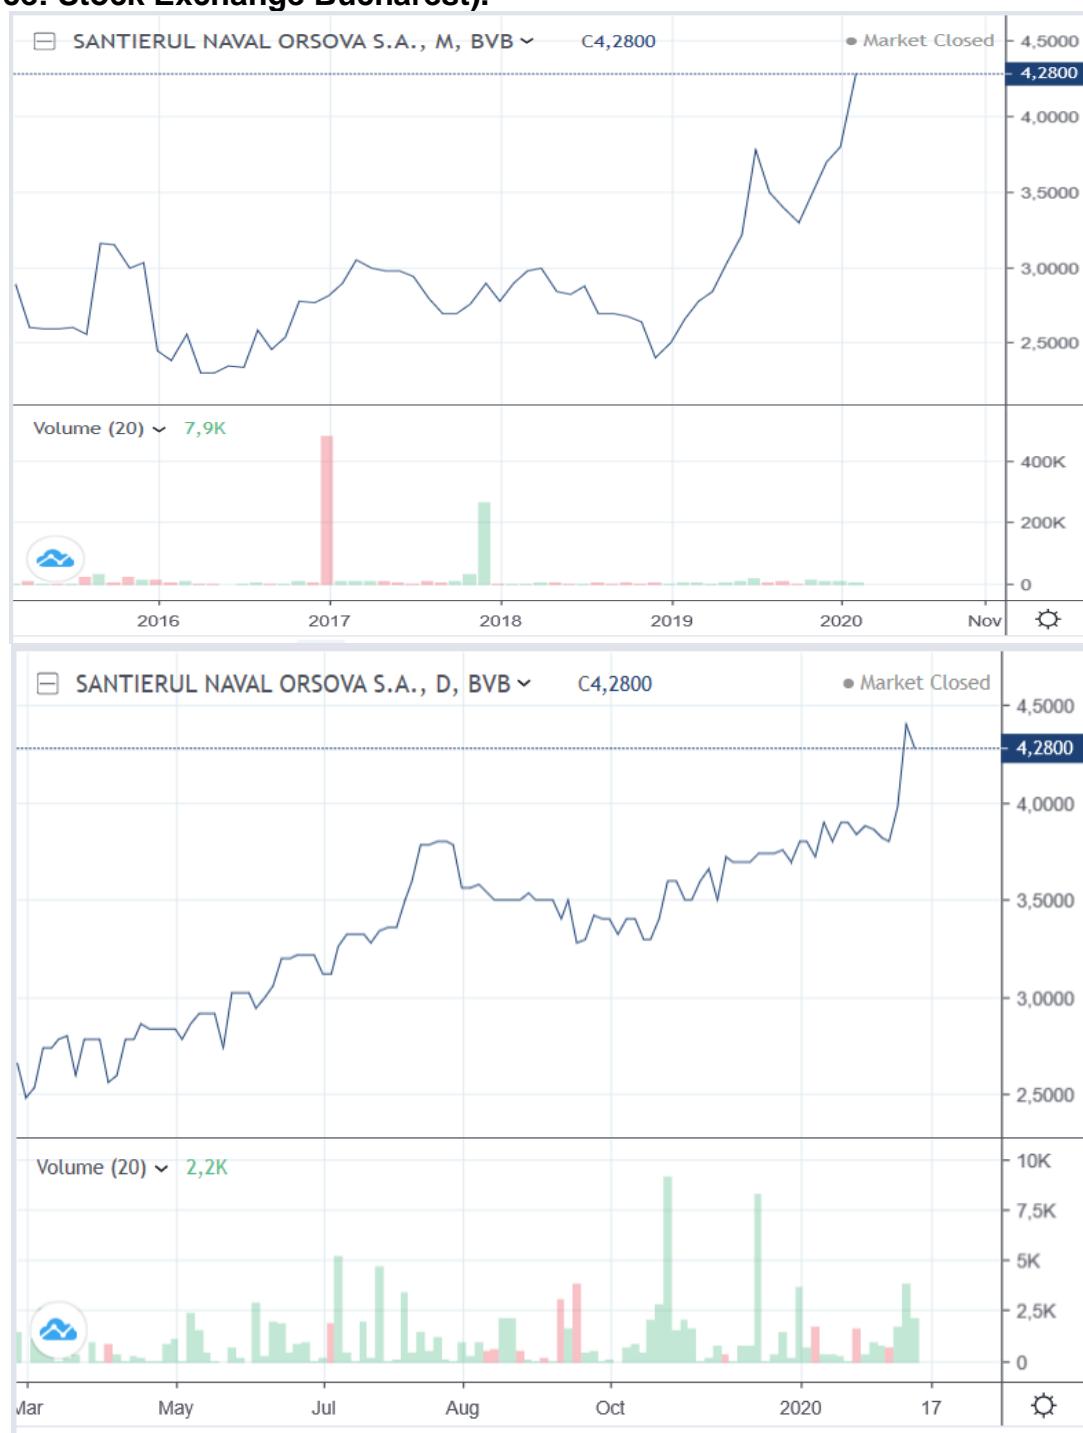 Stock Exchange Bucharest).
SANTIERUL NAVAL ORSOVA S.A., M, BVB C4,2800 Market Closed
4,5000
4,2800
4,0000
3,5000
3,0000
2,5000
Volume (20) 7,9K
400K
200K
0
2016 2017 2018 2019 2020 Nov
SANTIERUL NAVAL ORSOVA S.A., D, BVB C4,2800 Market Closed
4,5000
4,2800
4,0000
3,5000
3,0000
2,5000
Volume (20) 2,2K
10K
7,5K
5K
2,5K
0
Mar May Jul Aug Oct 2020 17